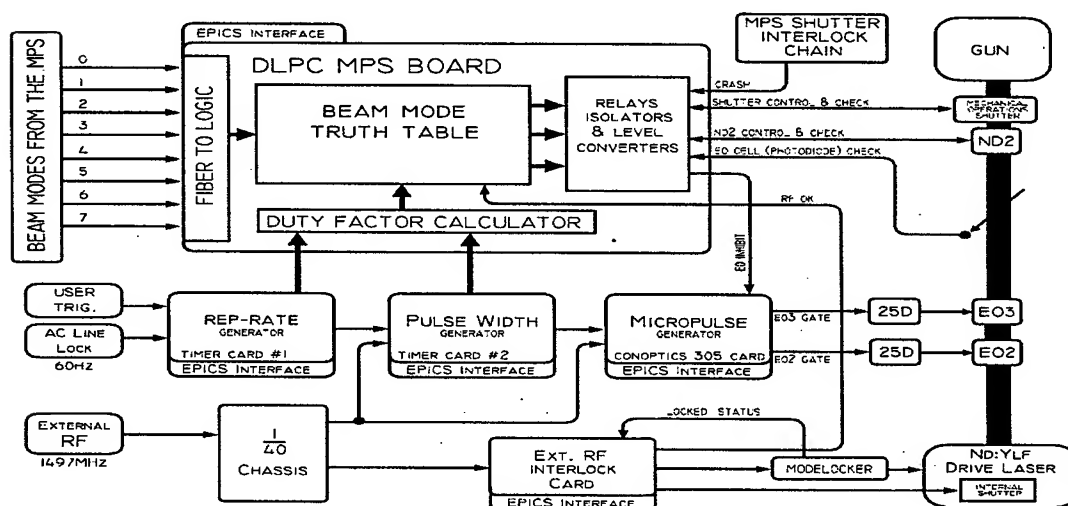 BEAM MODES FROM THE MPS
0
1
2
3
4
5
6
7
EPICS INTERFACE
DLPC MPS BOARD
FIBER TO LOGIC
BEAM MODE
TRUTH TABLE
DUTY FACTOR CALCULATOR
RELAYS
ISOLATORS
& LEVEL
CONVERTERS
MPS SHUTTER
INTERLOCK
CHAIN
CRASH
SHUTTER CONTROL & CHECK
ND2 CONTROL & CHECK
EO CELL (PHOTODIODE) CHECK
RF OK
EO INHIBIT
GUN
MECHANICAL
OPERATIONS
SHUTTER
ND2
USER
TRIG.
AC LINE
LOCK
60HZ
REP-RATE
GENERATOR
TIMER CARD #1
EPICS INTERFACE
PULSE WIDTH
GENERATOR
TIMER CARD #2
EPICS INTERFACE
MICROPULSE
GENERATOR
CONOPTICS 305 CARD
EPICS INTERFACE
EO3 GATE
EO2 GATE
25D
25D
EO3
EO2
EXTERNAL
RF
1497MHZ
1
40
CHASSIS
LOCKED STATUS
EXT. RF
INTERLOCK
CARD
EPICS INTERFACE
MODELOCKER
ND:YLF
DRIVE LASER
INTERNAL
SHUTTER